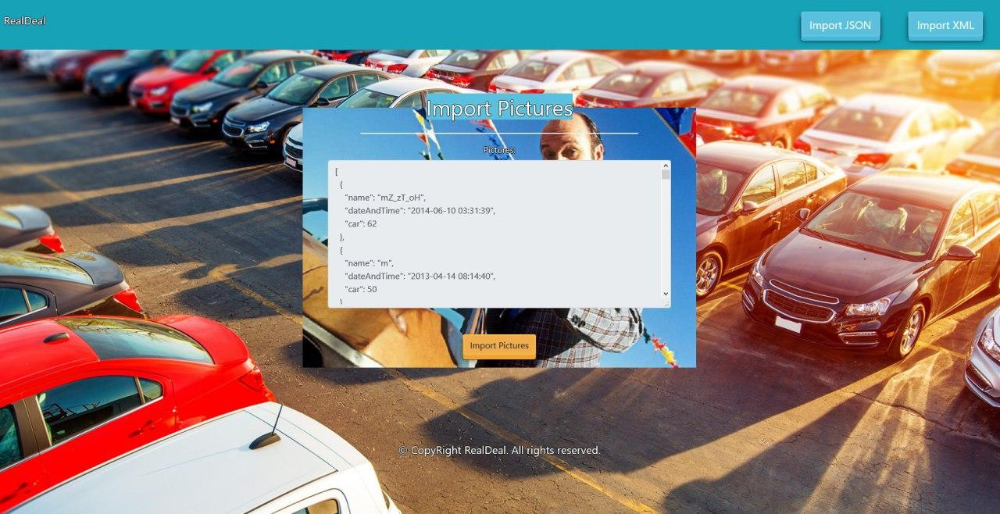 RealDeal
Import JSON
Import XML
Import Pictures
Pictures:
[
{
"name": "mZ_zT_oH",
"dateAndTime": "2014-06-10 03:31:39",
"car": 62
},
{
"name": "m",
"dateAndTime": "2013-04-14 08:14:40",
"car": 50
}
Import Pictures
© CopyRight RealDeal. All rights reserved.